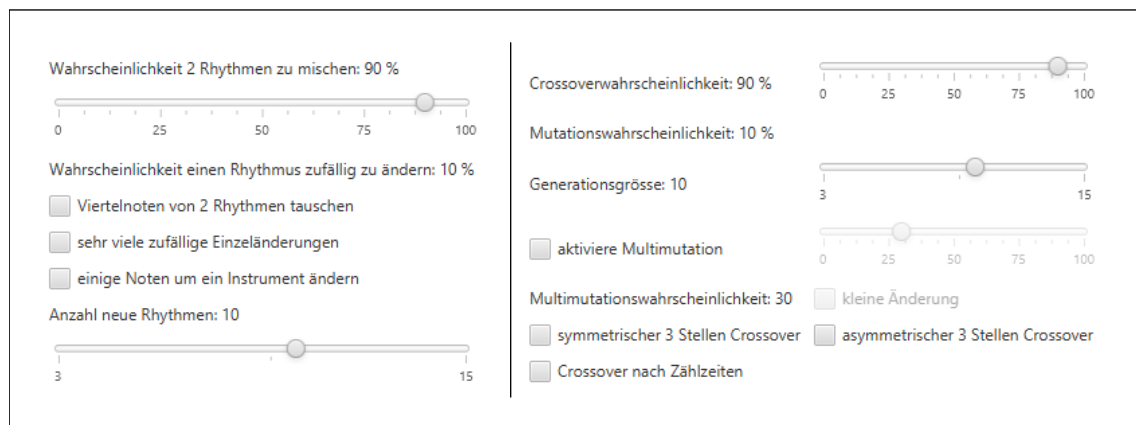 Wahrscheinlichkeit 2 Rhythmen zu mischen: 90 %
0 25 50 75 100
Wahrscheinlichkeit einen Rhythmus zufällig zu ändern: 10 %
Viertelnoten von 2 Rhythmen tauschen
sehr viele zufällige Einzeländerungen
einige Noten um ein Instrument ändern
Anzahl neue Rhythmen: 10
3 15
Crossoverwahrscheinlichkeit: 90 %
0 25 50 75 100
Mutationswahrscheinlichkeit: 10 %
Generationsgrösse: 10
3 15
aktiviere Multimutation
0 25 50 75 100
Multimutationswahrscheinlichkeit: 30 kleine Änderung
symmetrischer 3 Stellen Crossover asymmetrischer 3 Stellen Crossover
Crossover nach Zählzeiten